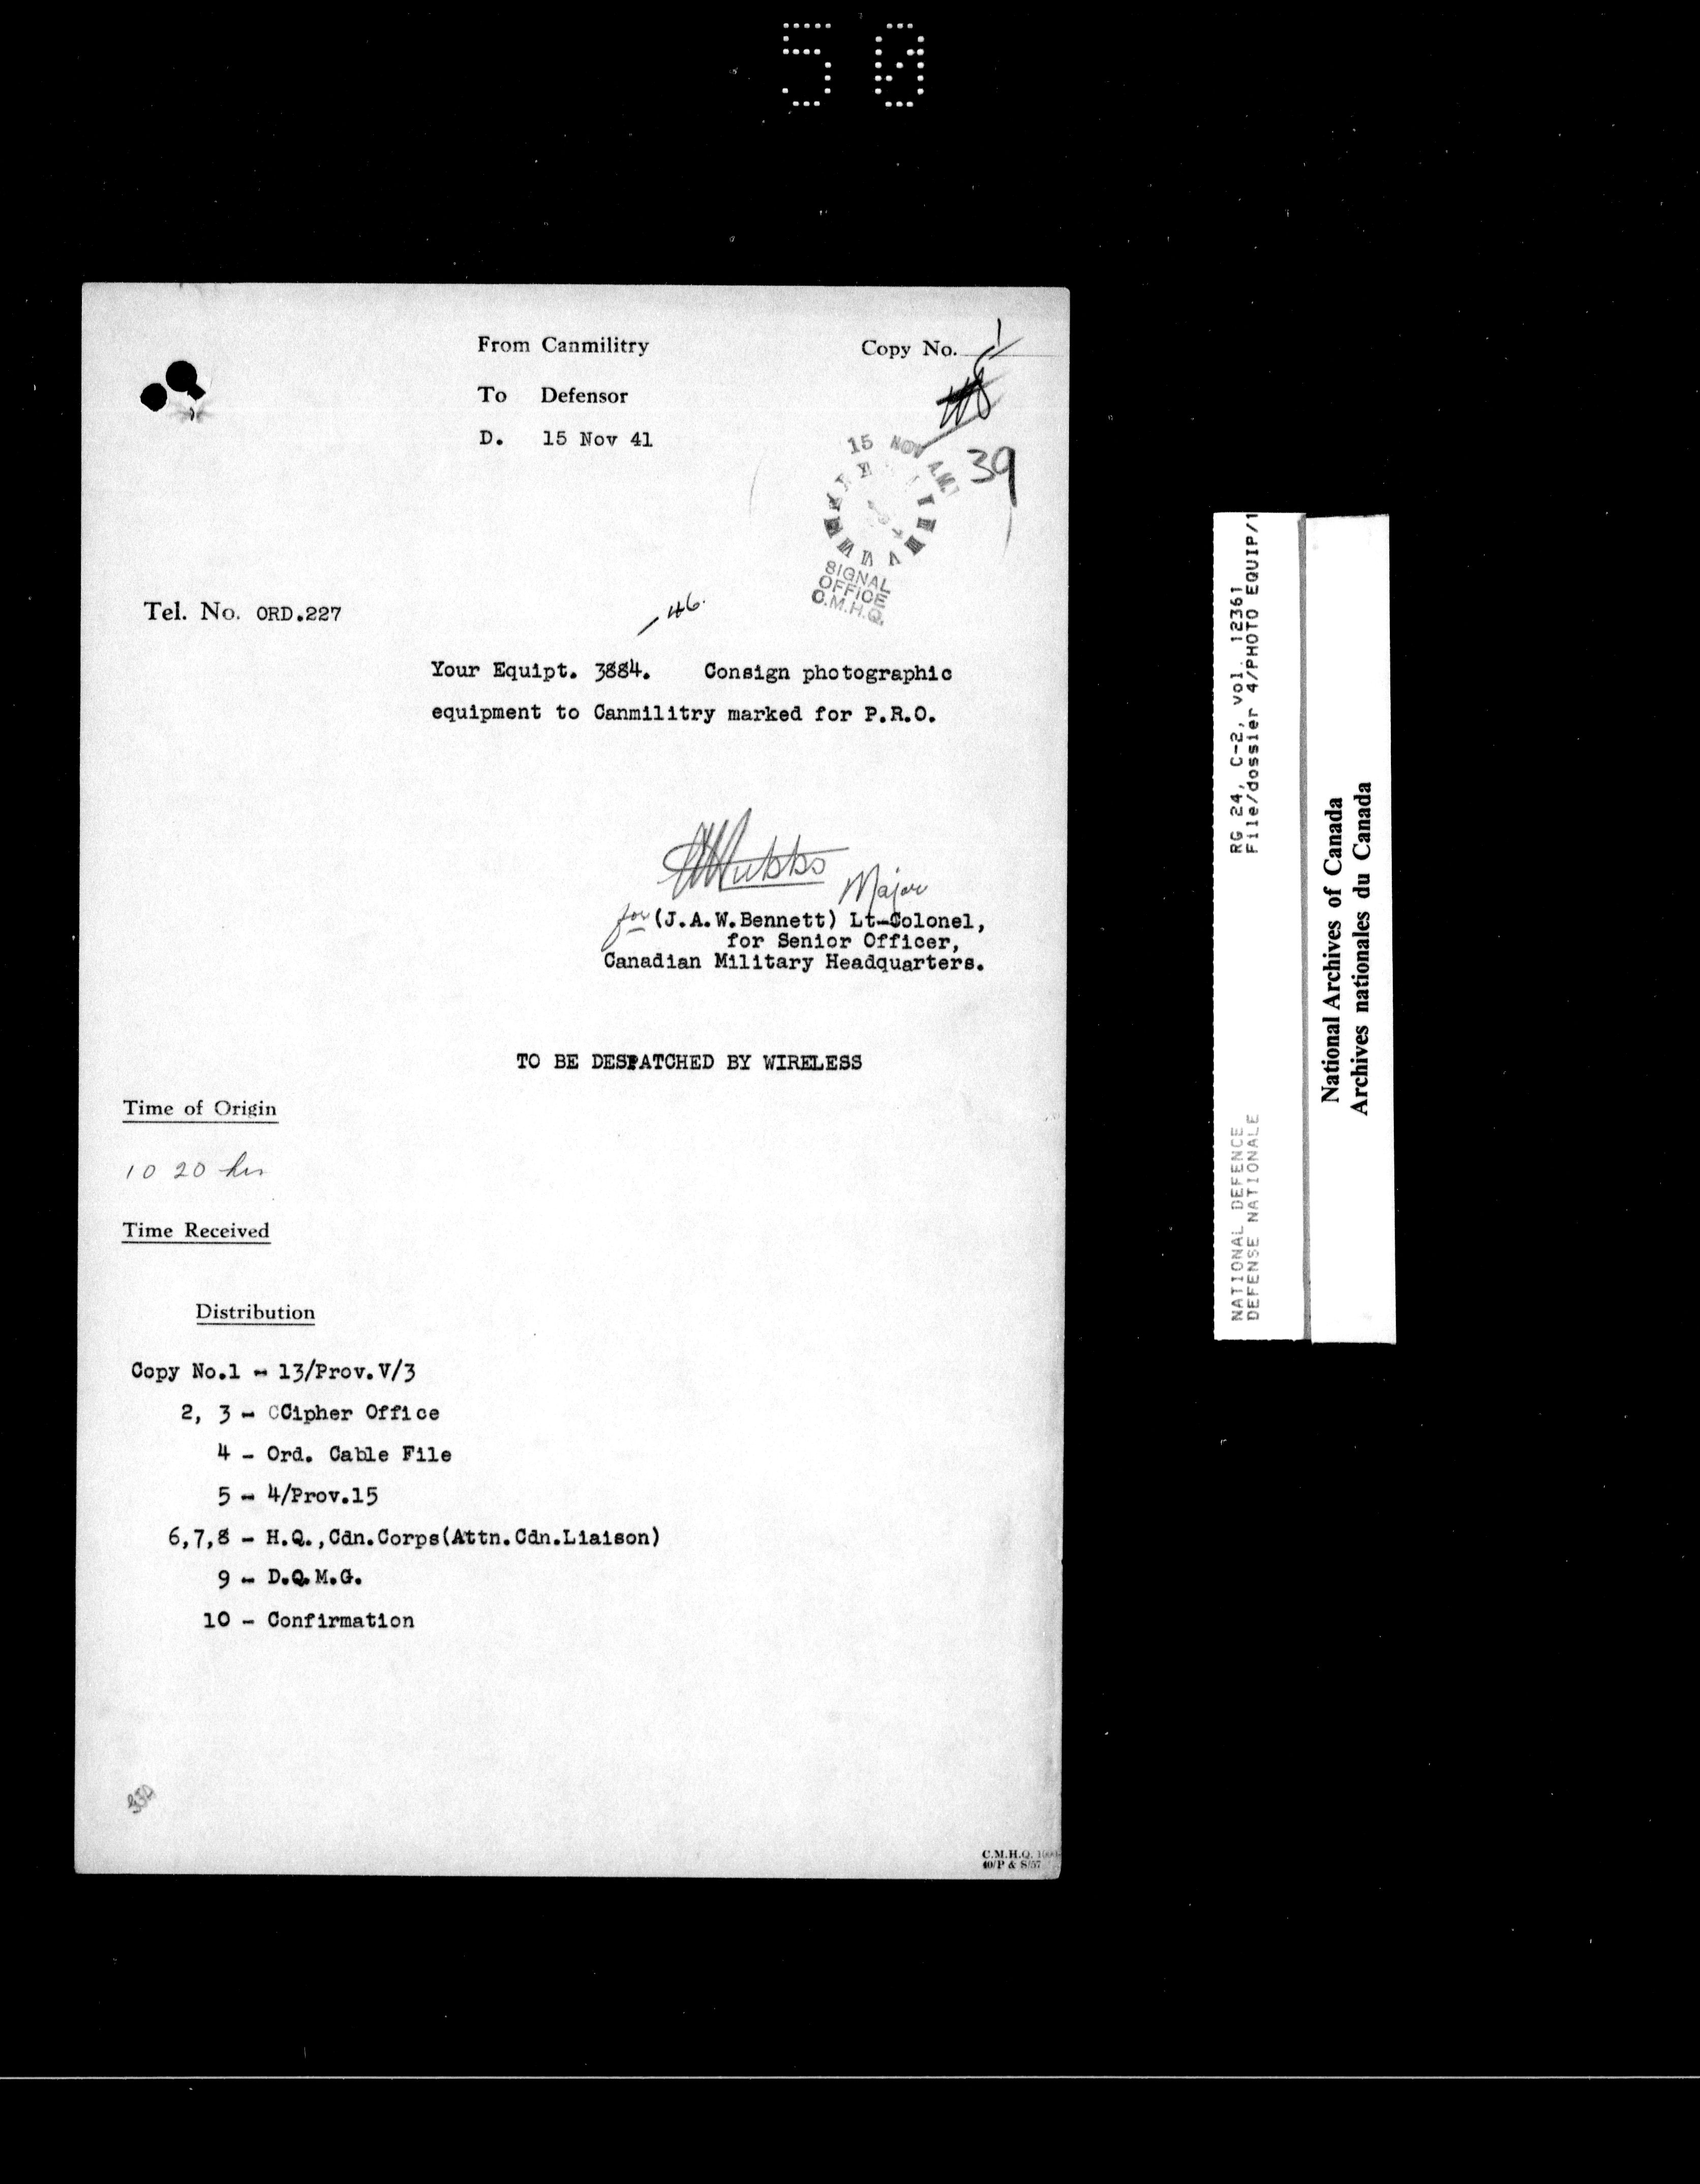 50
From Canmilitry
Copy No.
To Defensor
D. 15 Nov 41
15 NOV A.M.
39
SIGNAL
OFFICE
C.M.H.Q.
Tel. No. ORD.227
46.
Your Equipt. 3884. Consign photographic
equipment to Canmilitry marked for P.R.O.
Major
for (J.A.W.Bennett) Lt-Colonel,
for Senior Officer,
Canadian Military Headquarters.
TO BE DESPATCHED BY WIRELESS
Time of Origin
10 20 hrs
Time Received
Distribution
Copy No.1 - 13/Prov.V/3
2, 3 - CCipher Office
4 - Ord. Cable File
5 - 4/Prov.15
6,7,8 - H.Q.,Cdn.Corps(Attn.Cdn.Liaison)
9 - D.Q.M.G.
10 - Confirmation
C.M.H.Q.
40/P & S/57
RG 24, C-2, vol. 12361
File/dossier 4/PHOTO EQUIP/1
NATIONAL DEFENCE
DEFENSE NATIONALE
National Archives of Canada
Archives nationales du Canada